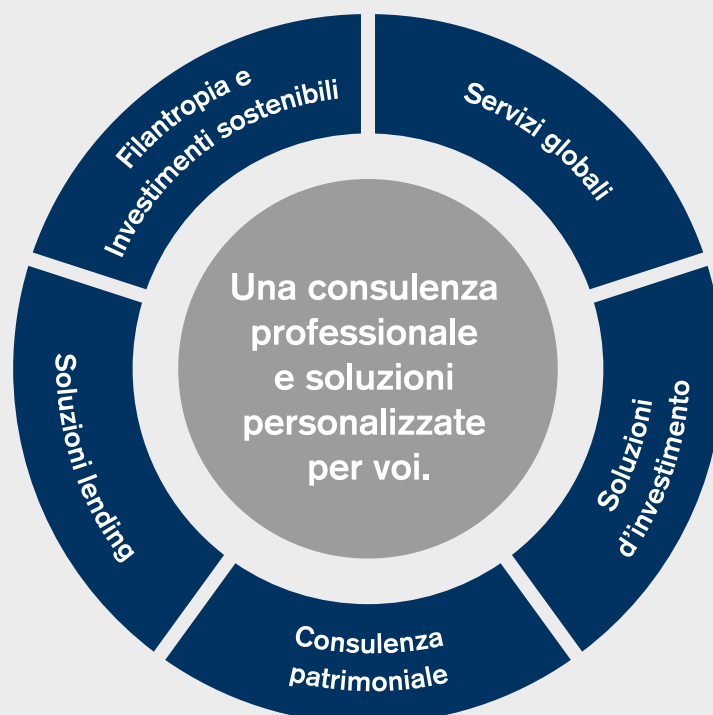 Filantropia e
Investimenti sostenibili
Servizi globali
Una consulenza
professionale
e soluzioni
personalizzate
per voi.
Soluzioni lending
Soluzioni
d'investimento
Consulenza
patrimoniale